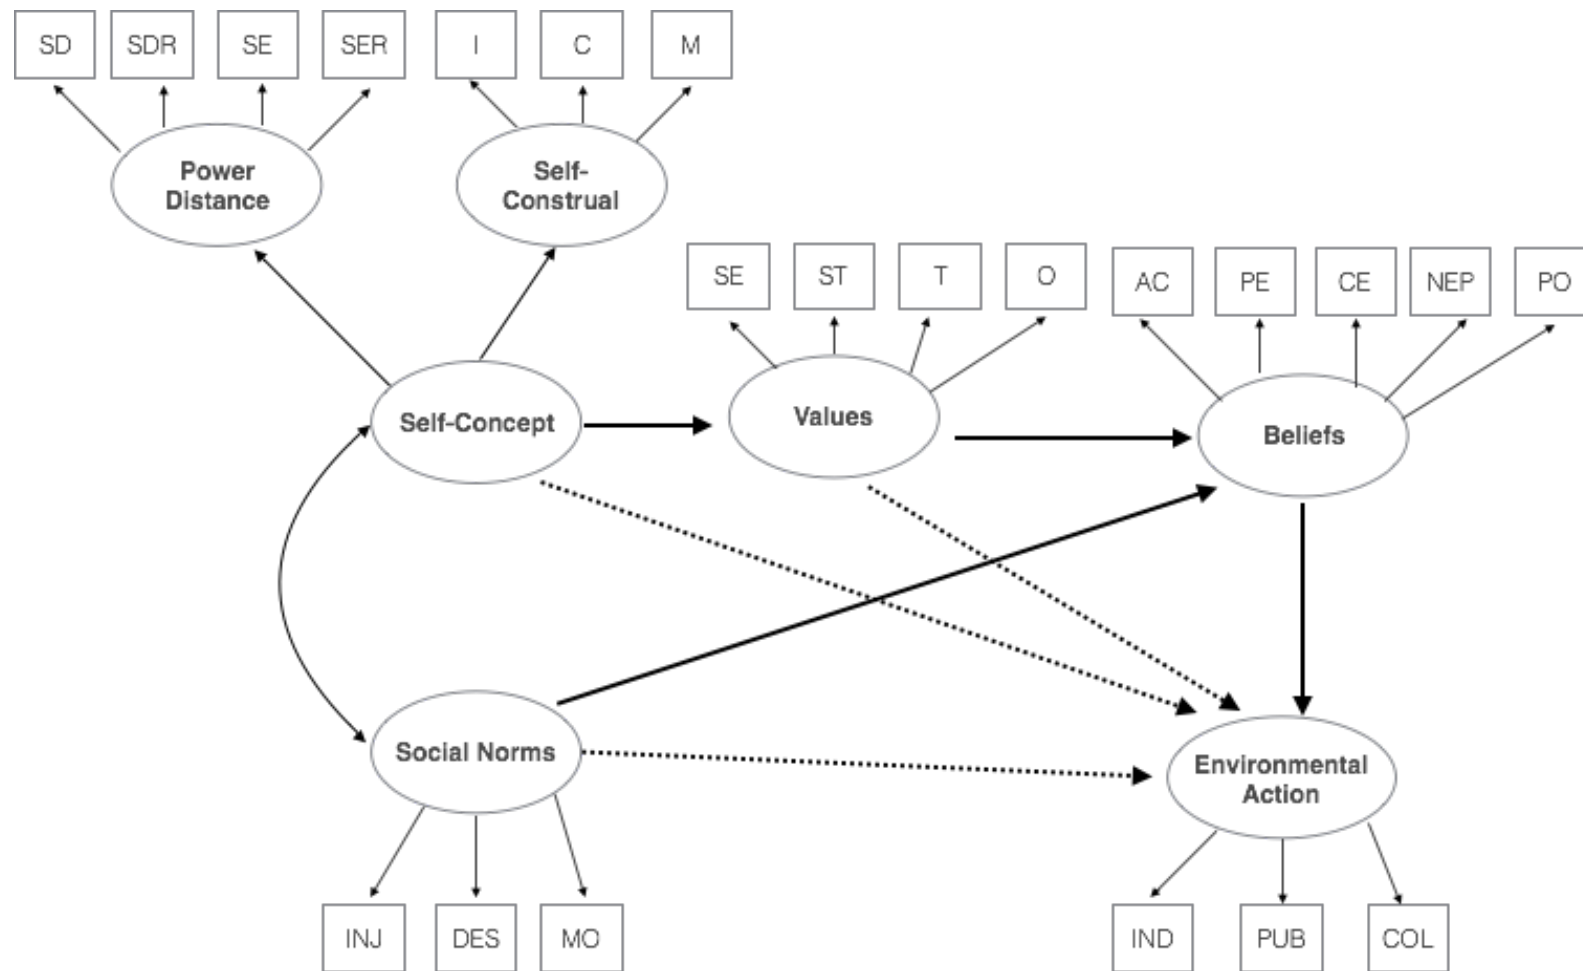 SD
SDR
SE
SER
I
C
M
Power
Distance
Self-
Construal
SE
ST
T
O
AC
PE
CE
NEP
PO
Self-Concept
Values
Beliefs
Social Norms
Environmental
Action
INJ
DES
MO
IND
PUB
COL